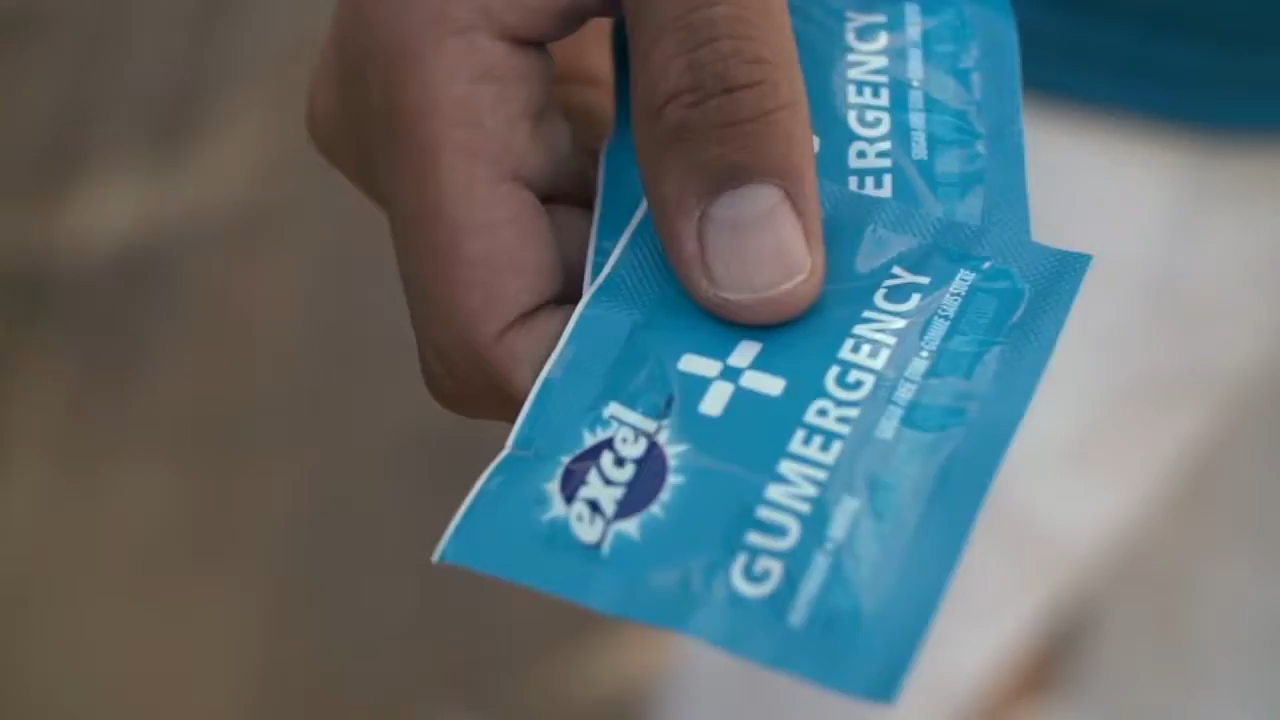 ERGENCY
excel
GUMERGENCY
SUGAR FREE GUM • GOMME SANS SUCRE